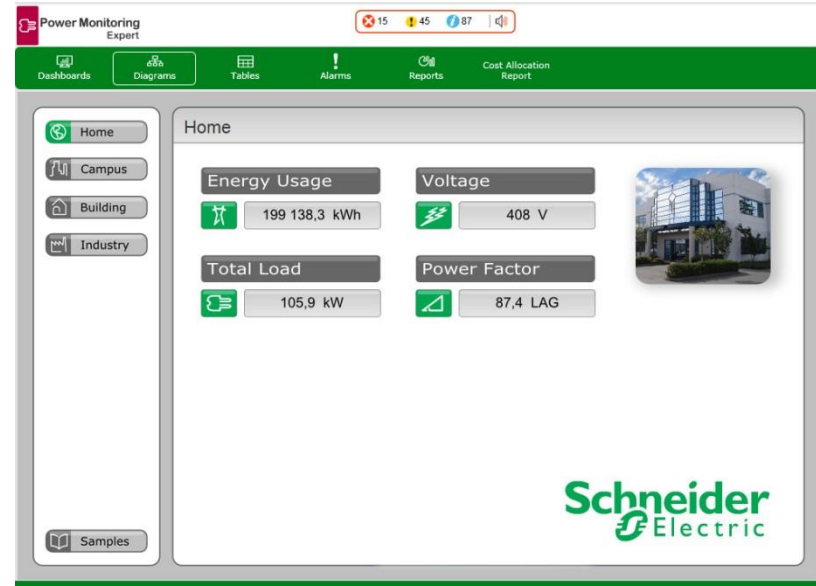 Power Monitoring
Expert
15 45 87
Dashboards Diagrams Tables Alarms Reports Cost Allocation
Report
Home
Campus
Building
Industry
Samples
Home
Energy Usage Voltage
199 138,3 kWh 408 V
Total Load Power Factor
105,9 kW 87,4 LAG
Schneider
Electric